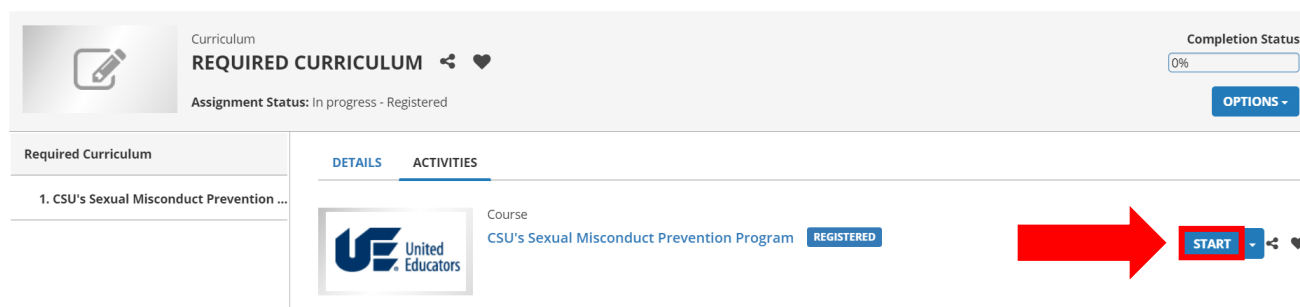 Curriculum
REQUIRED CURRICULUM
Assignment Status: In progress - Registered
Completion Status
0%
OPTIONS
Required Curriculum
1. CSU's Sexual Misconduct Prevention ...
DETAILS ACTIVITIES
UE. United Educators
Course
CSU's Sexual Misconduct Prevention Program REGISTERED
START